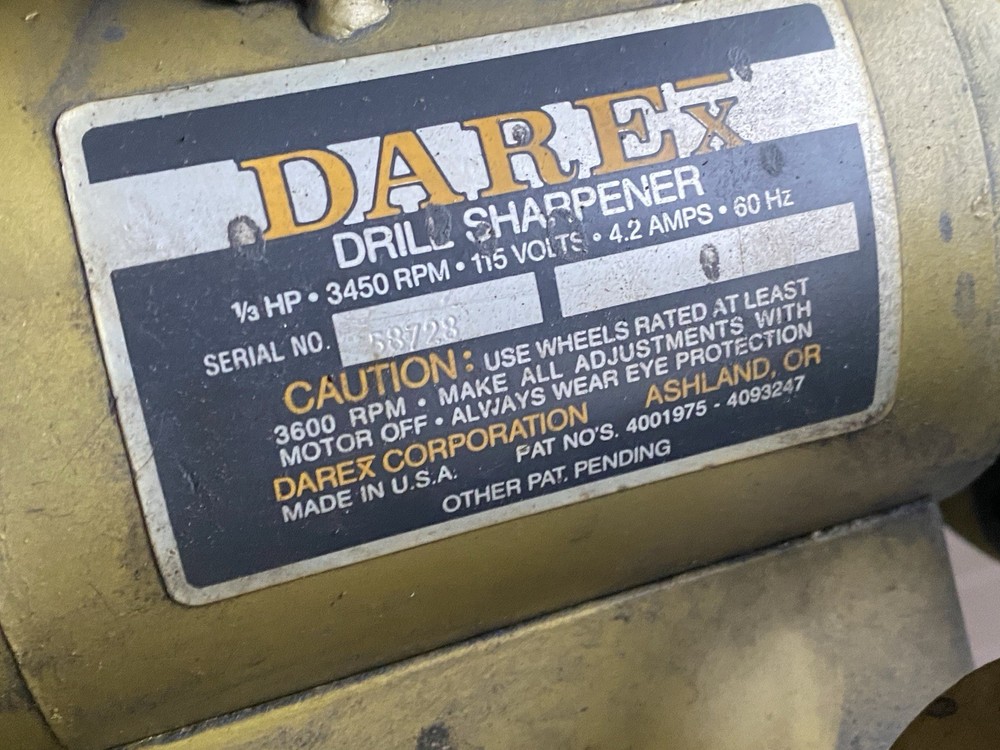 DAREX
DRILL SHARPENER
1/3 HP • 3450 RPM • 115 VOLTS • 4.2 AMPS • 60 Hz
SERIAL NO. 58728
CAUTION: USE WHEELS RATED AT LEAST
3600 RPM • MAKE ALL ADJUSTMENTS WITH
MOTOR OFF • ALWAYS WEAR EYE PROTECTION
DAREX CORPORATION ASHLAND, OR
MADE IN U.S.A. PAT NO'S. 4001975 - 4093247
OTHER PAT. PENDING